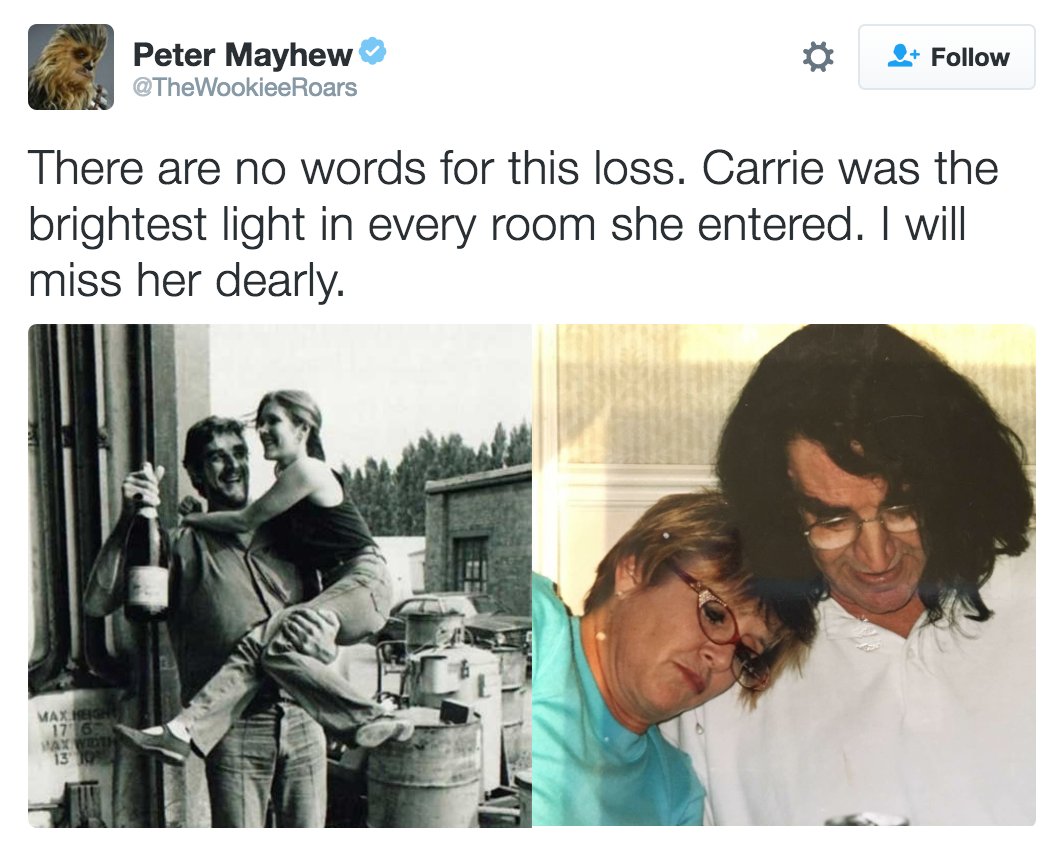 Peter Mayhew
@TheWookieeRoars
Follow
There are no words for this loss. Carrie was the
brightest light in every room she entered. I will
miss her dearly.
MAX HEIGHT
17' 6"
MAX WIDTH
13' 10"